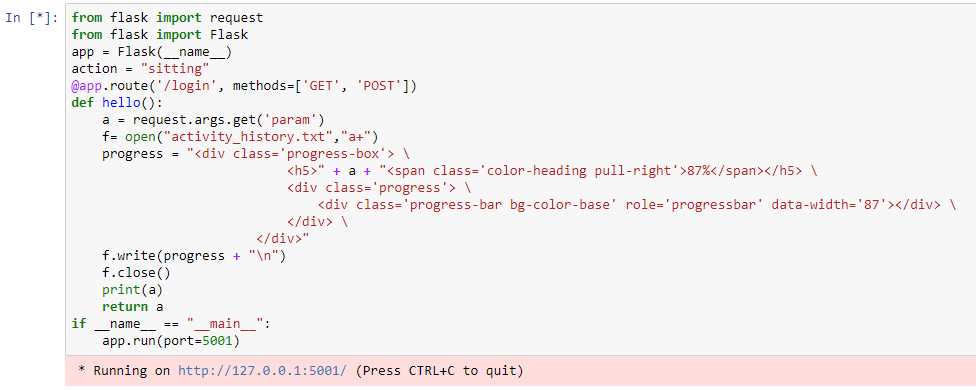 In [*]: from flask import request
from flask import Flask
app = Flask(__name__)
action = "sitting"
@app.route('/login', methods=['GET', 'POST'])
def hello():
    a = request.args.get('param')
    f= open("activity_history.txt","a+")
    progress = "<div class='progress-box'> \
                            <h5>" + a + "<span class='color-heading pull-right'>87%</span></h5> \
                            <div class='progress'> \
                                <div class='progress-bar bg-color-base' role='progressbar' data-width='87'></div> \
                            </div> \
                        </div>"
    f.write(progress + "\n")
    f.close()
    print(a)
    return a
if __name__ == "__main__":
    app.run(port=5001)
* Running on http://127.0.0.1:5001/ (Press CTRL+C to quit)